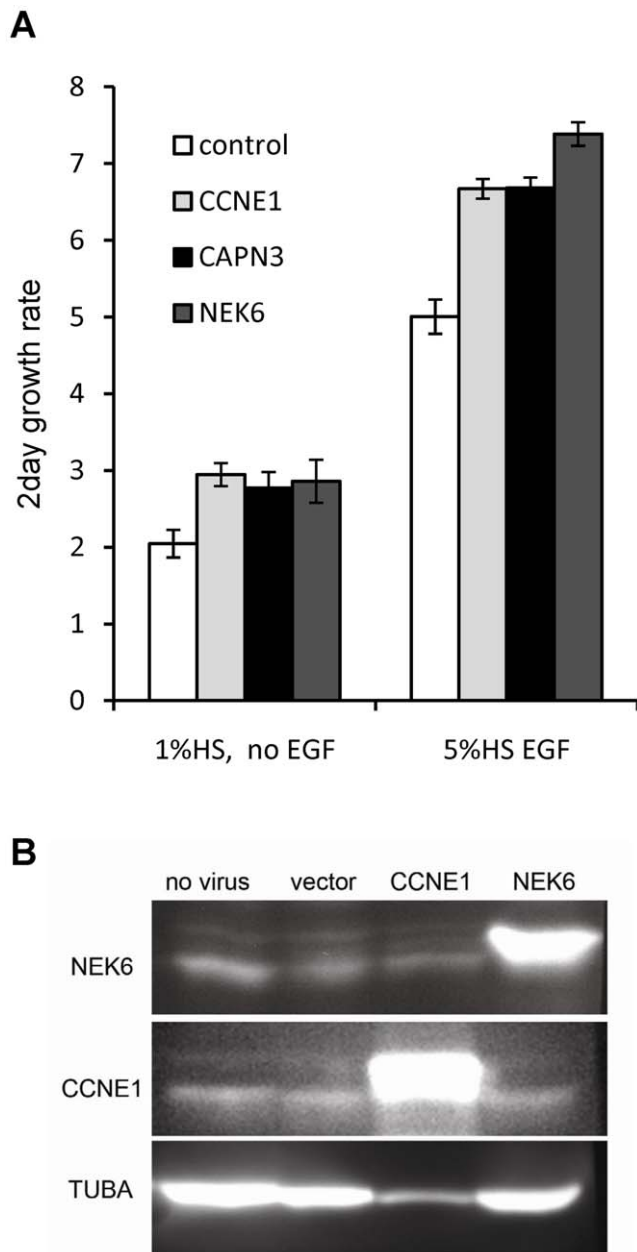 A
8
7
6
5
4
3
2
1
0
2day growth rate
control
CCNE1
CAPN3
NEK6
1%HS, no EGF
5%HS EGF
B
no virus vector CCNE1 NEK6
NEK6
CCNE1
TUBA